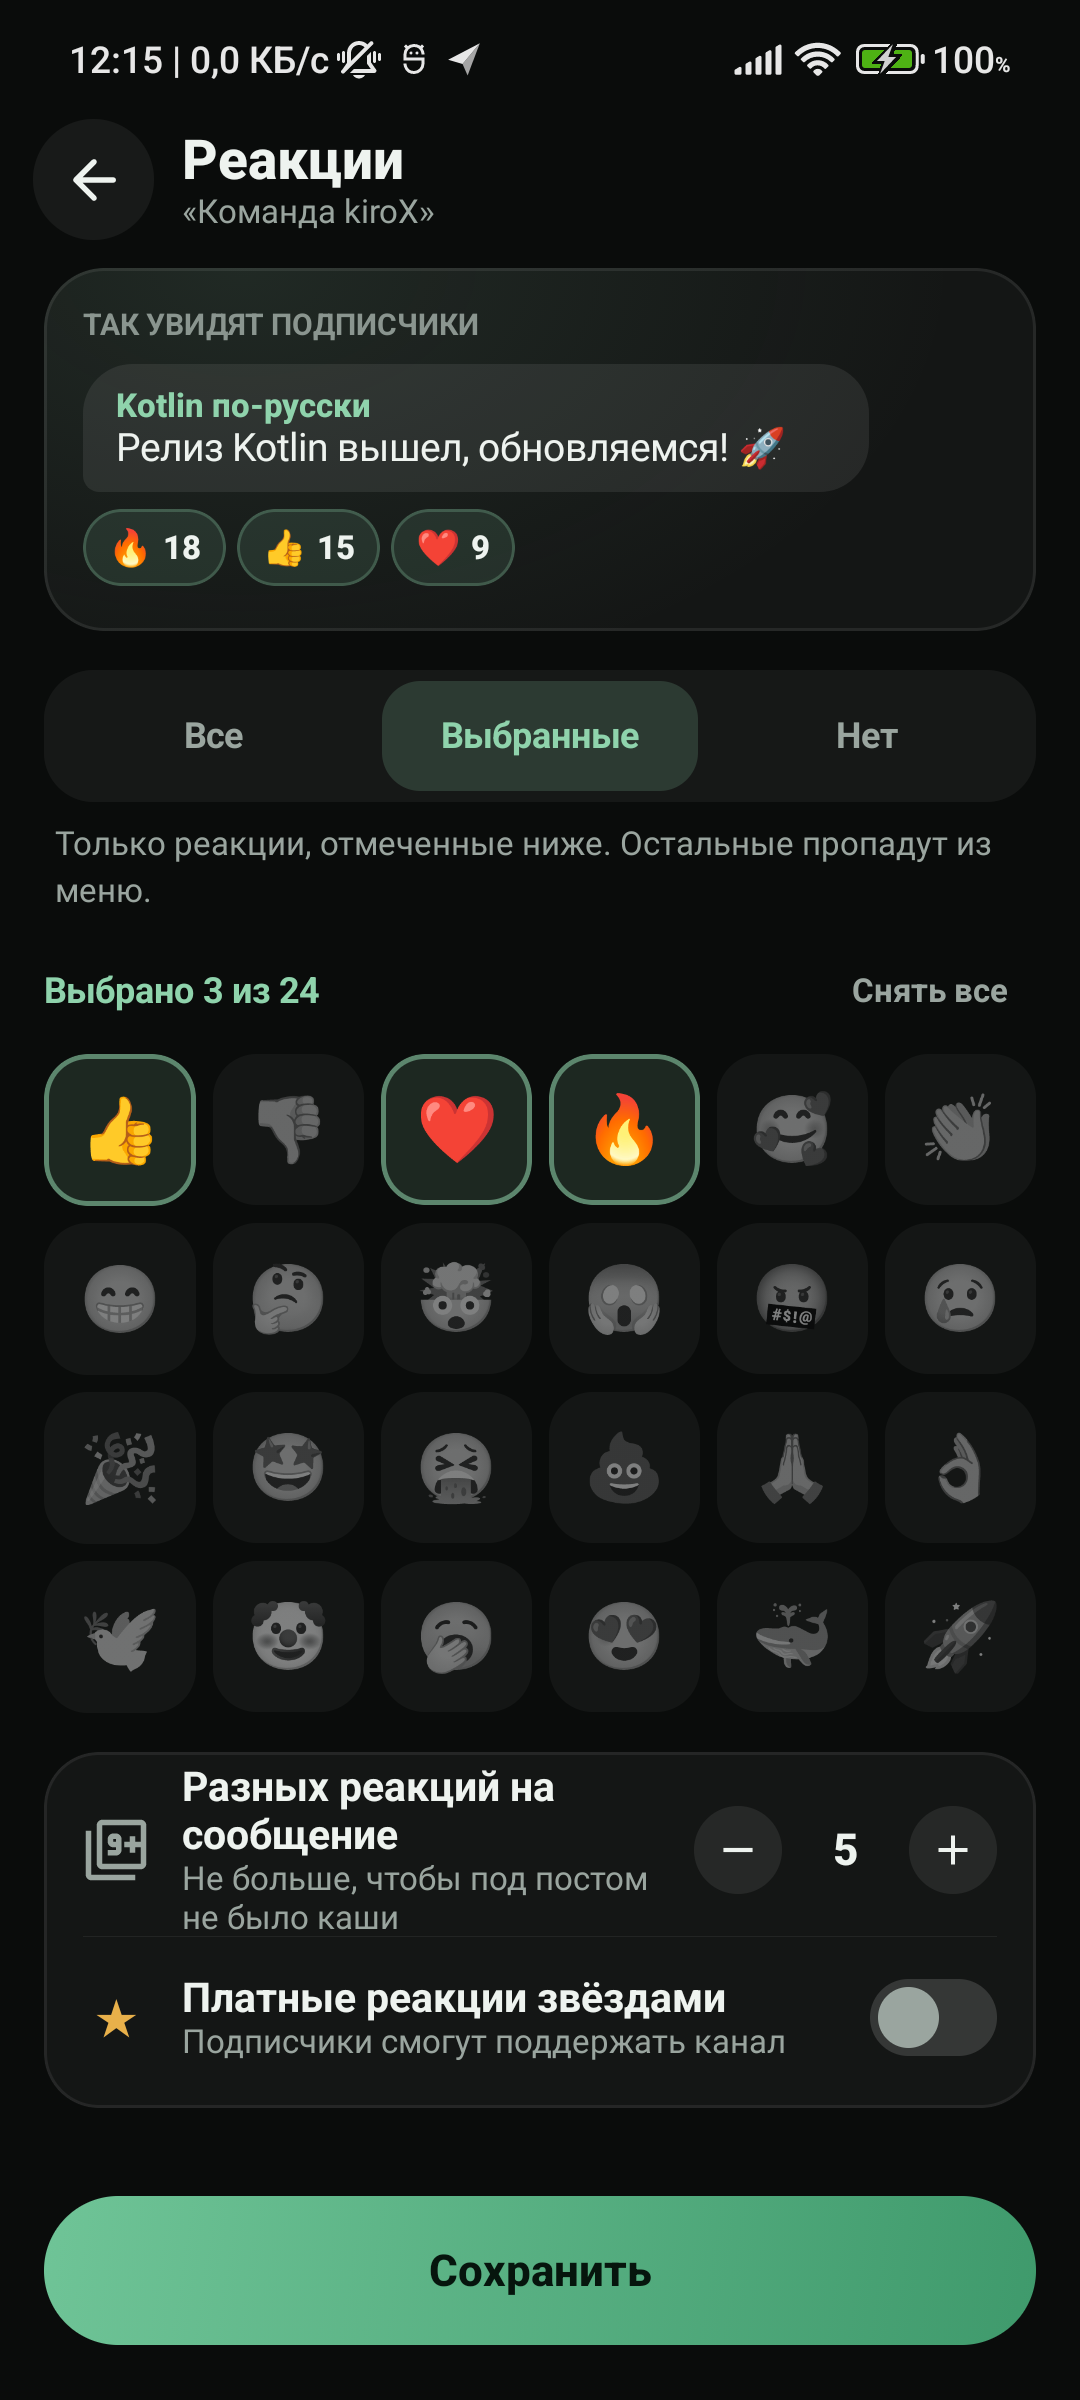 12:15 | 0,0 КБ/с 100%
Реакции
«Команда kiroX»
ТАК УВИДЯТ ПОДПИСЧИКИ
Kotlin по-русски
Релиз Kotlin вышел, обновляемся! 🚀
🔥 18 👍 15 ❤️ 9
Все Выбранные Нет
Только реакции, отмеченные ниже. Остальные пропадут из
меню.
Выбрано 3 из 24 Снять все
#$!@
9+ Разных реакций на
сообщение
Не больше, чтобы под постом
не было каши
− 5 +
Платные реакции звёздами
Подписчики смогут поддержать канал
Сохранить